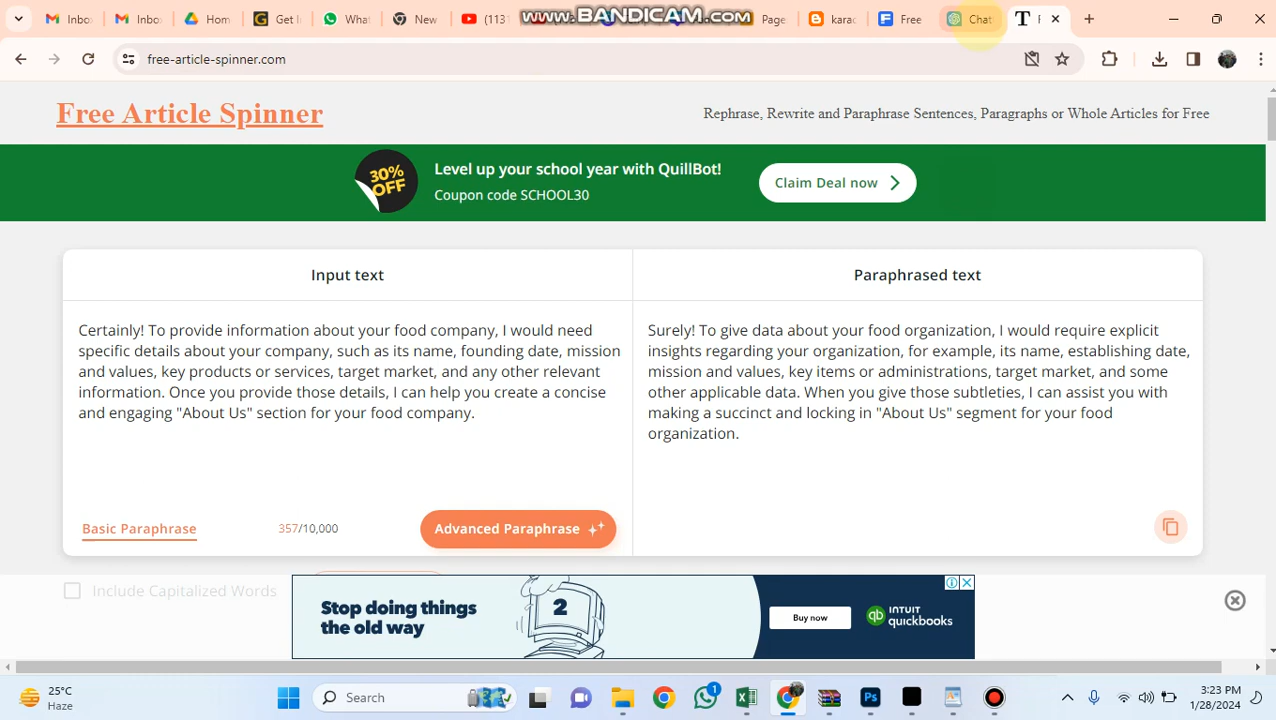 Inbo
Inbo
Hom
Get l
What
New
(113
www.BANDICAM.com
Page
karac
Free
Chat
free-article-spinner.com
Free Article Spinner
Rephrase, Rewrite and Paraphrase Sentences, Paragraphs or Whole Articles for Free
30% OFF
Level up your school year with QuillBot!
Coupon code SCHOOL30
Claim Deal now
Input text
Paraphrased text
Certainly! To provide information about your food company, I would need
specific details about your company, such as its name, founding date, mission
and values, key products or services, target market, and any other relevant
information. Once you provide those details, I can help you create a concise
and engaging "About Us" section for your food company.
Surely! To give data about your food organization, I would require explicit
insights regarding your organization, for example, its name, establishing date,
mission and values, key items or administrations, target market, and some
other applicable data. When you give those subtleties, I can assist you with
making a succinct and locking in "About Us" segment for your food
organization.
Basic Paraphrase
357/10,000
Advanced Paraphrase
Include Capitalized Words
Stop doing things
the old way
2
Buy now
INTUIT
quickbooks
25°C
Haze
Search
1
3:23 PM
1/28/2024